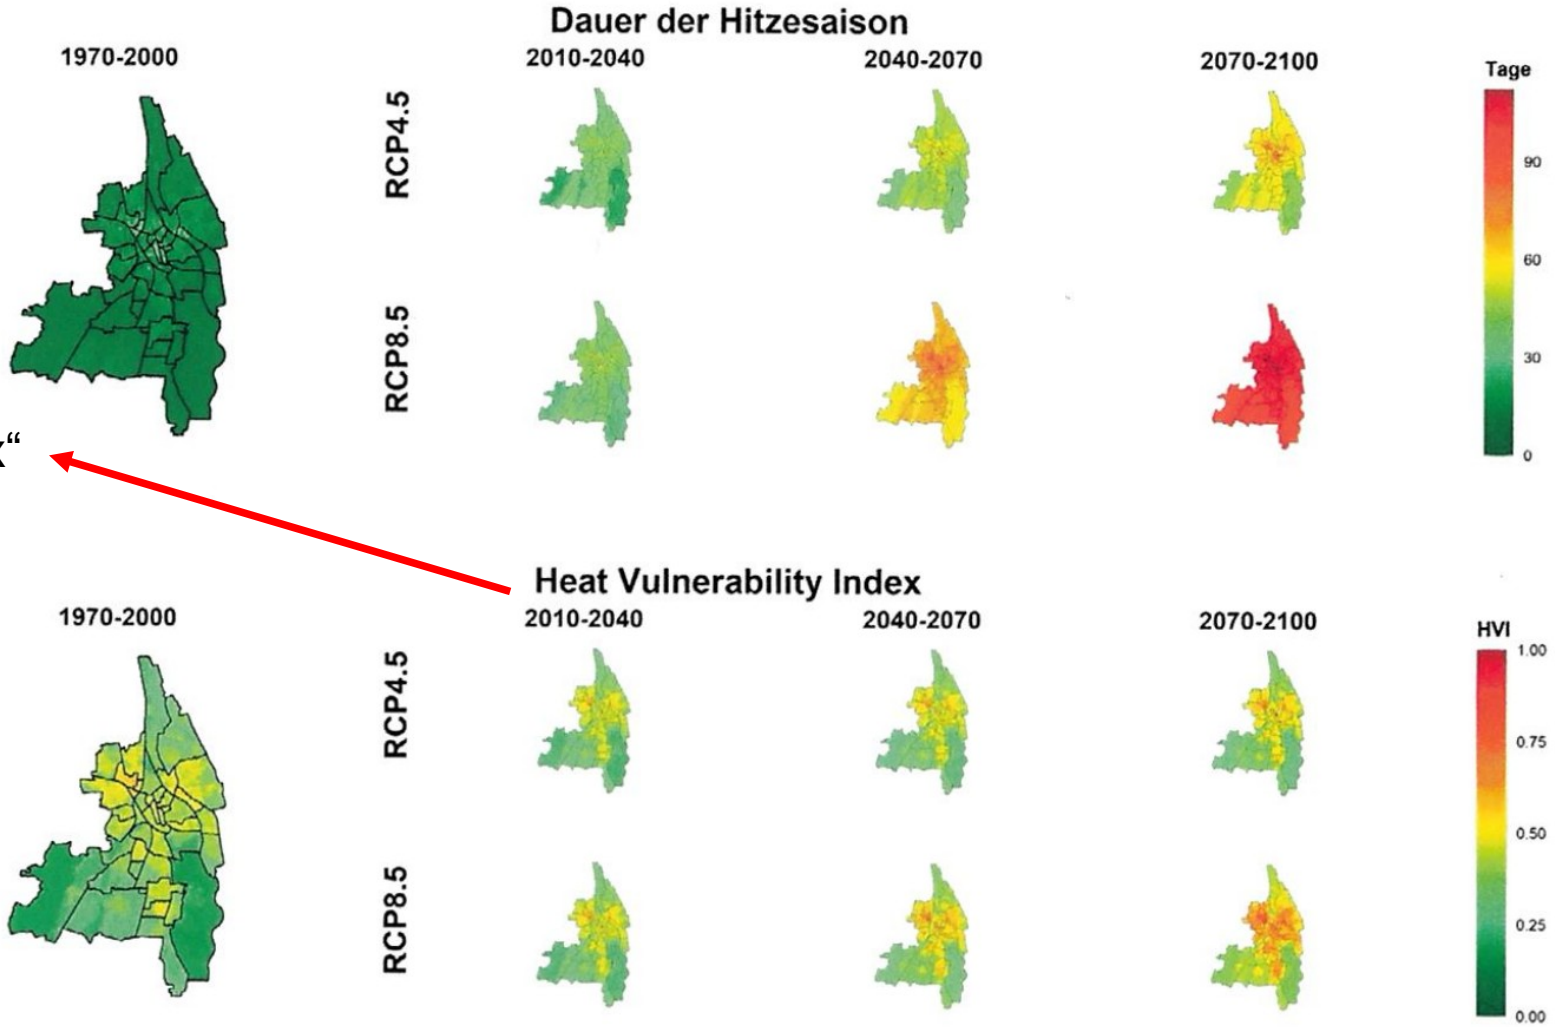 Dauer der Hitzesaison
1970-2000
2010-2040
2040-2070
2070-2100
Tage
RCP4.5
90
60
RCP8.5
30
0
x“
Heat Vulnerability Index
1970-2000
2010-2040
2040-2070
2070-2100
HVI
1.00
RCP4.5
0.75
0.50
RCP8.5
0.25
0.00